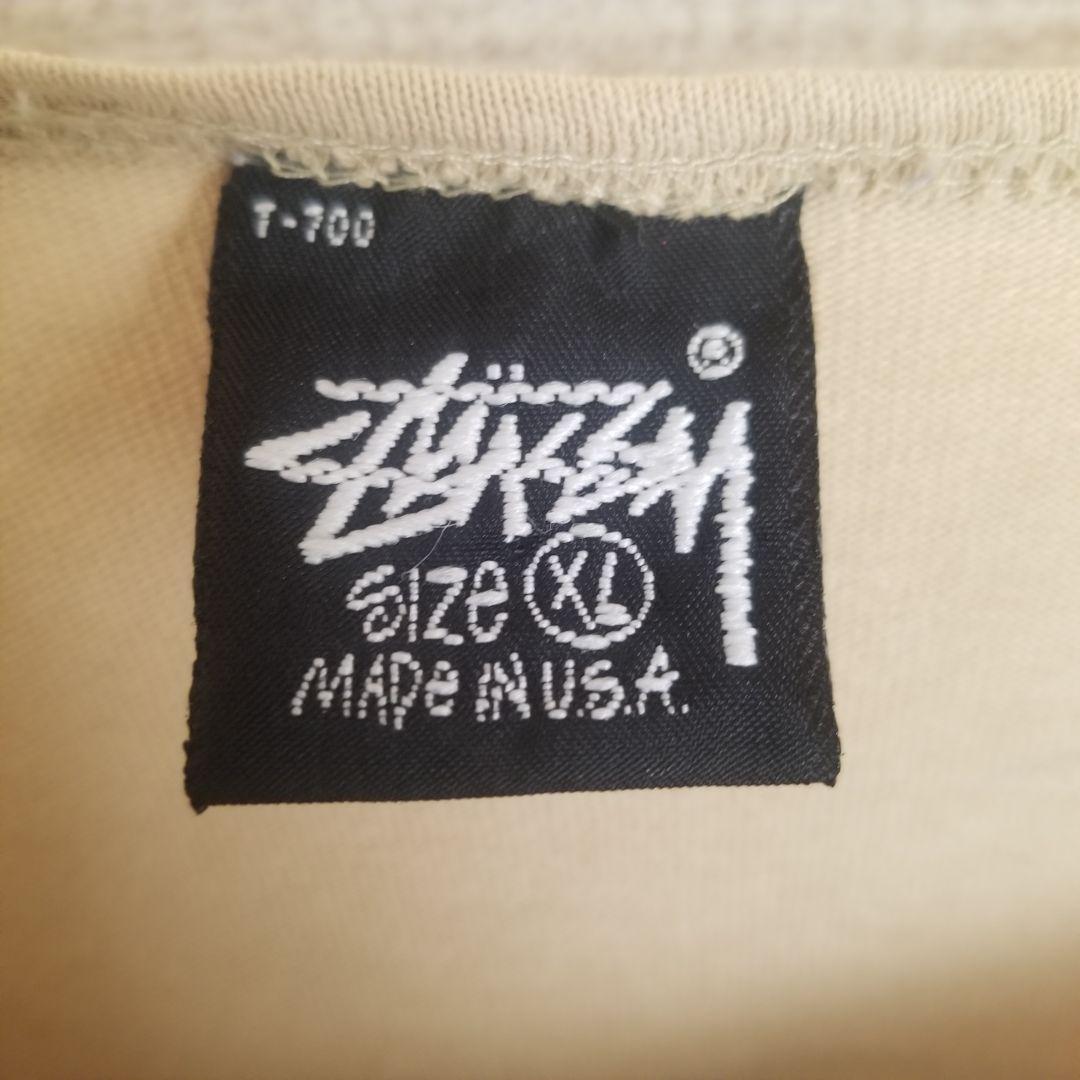 T-700
STÜSSY®
SIZE XL
MADE IN U.S.A.